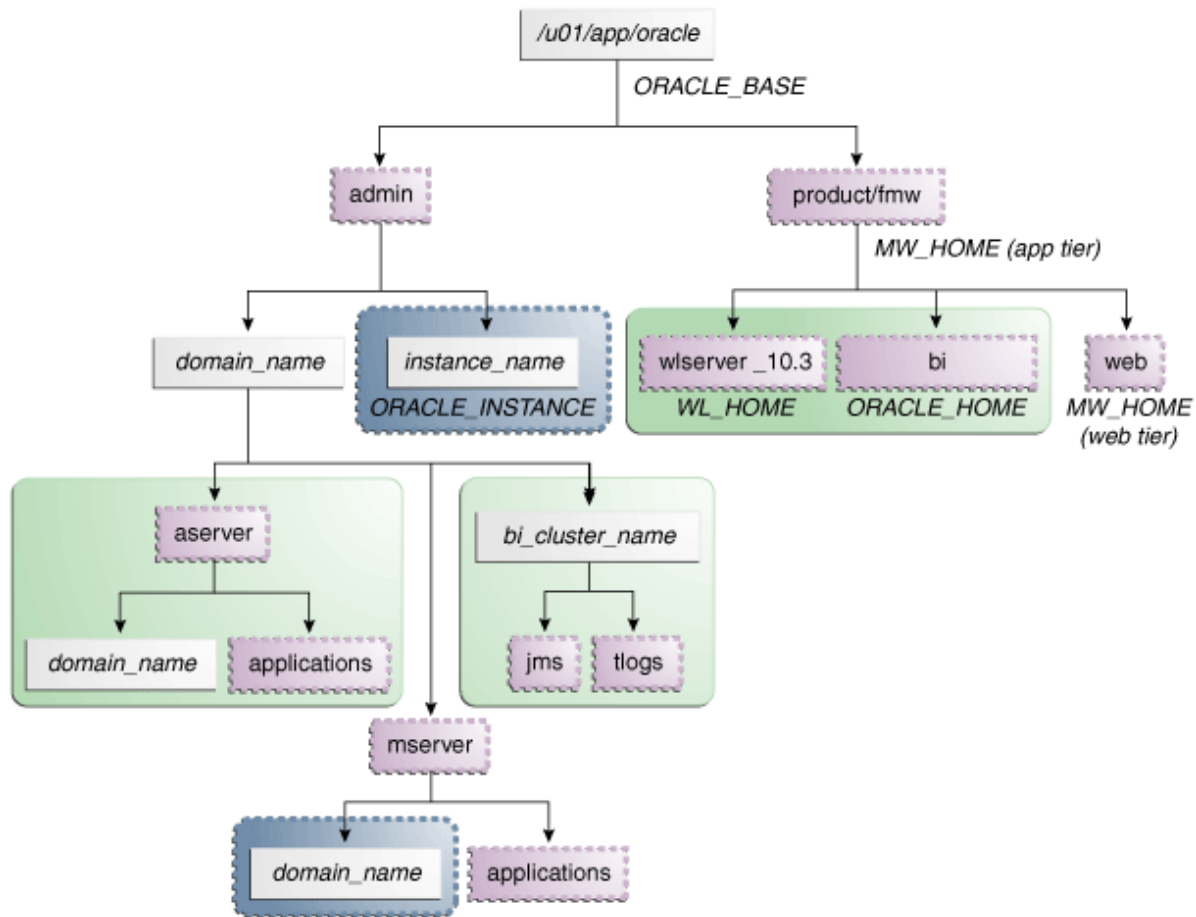 /u01/app/oracle
ORACLE_BASE
admin
product/fmw
MW_HOME (app tier)
domain_name
instance_name
ORACLE_INSTANCE
wlserver _10.3
bi
web
WL_HOME
ORACLE_HOME
MW_HOME
(web tier)
aserver
bi_cluster_name
domain_name
applications
jms
tlogs
mserver
domain_name
applications